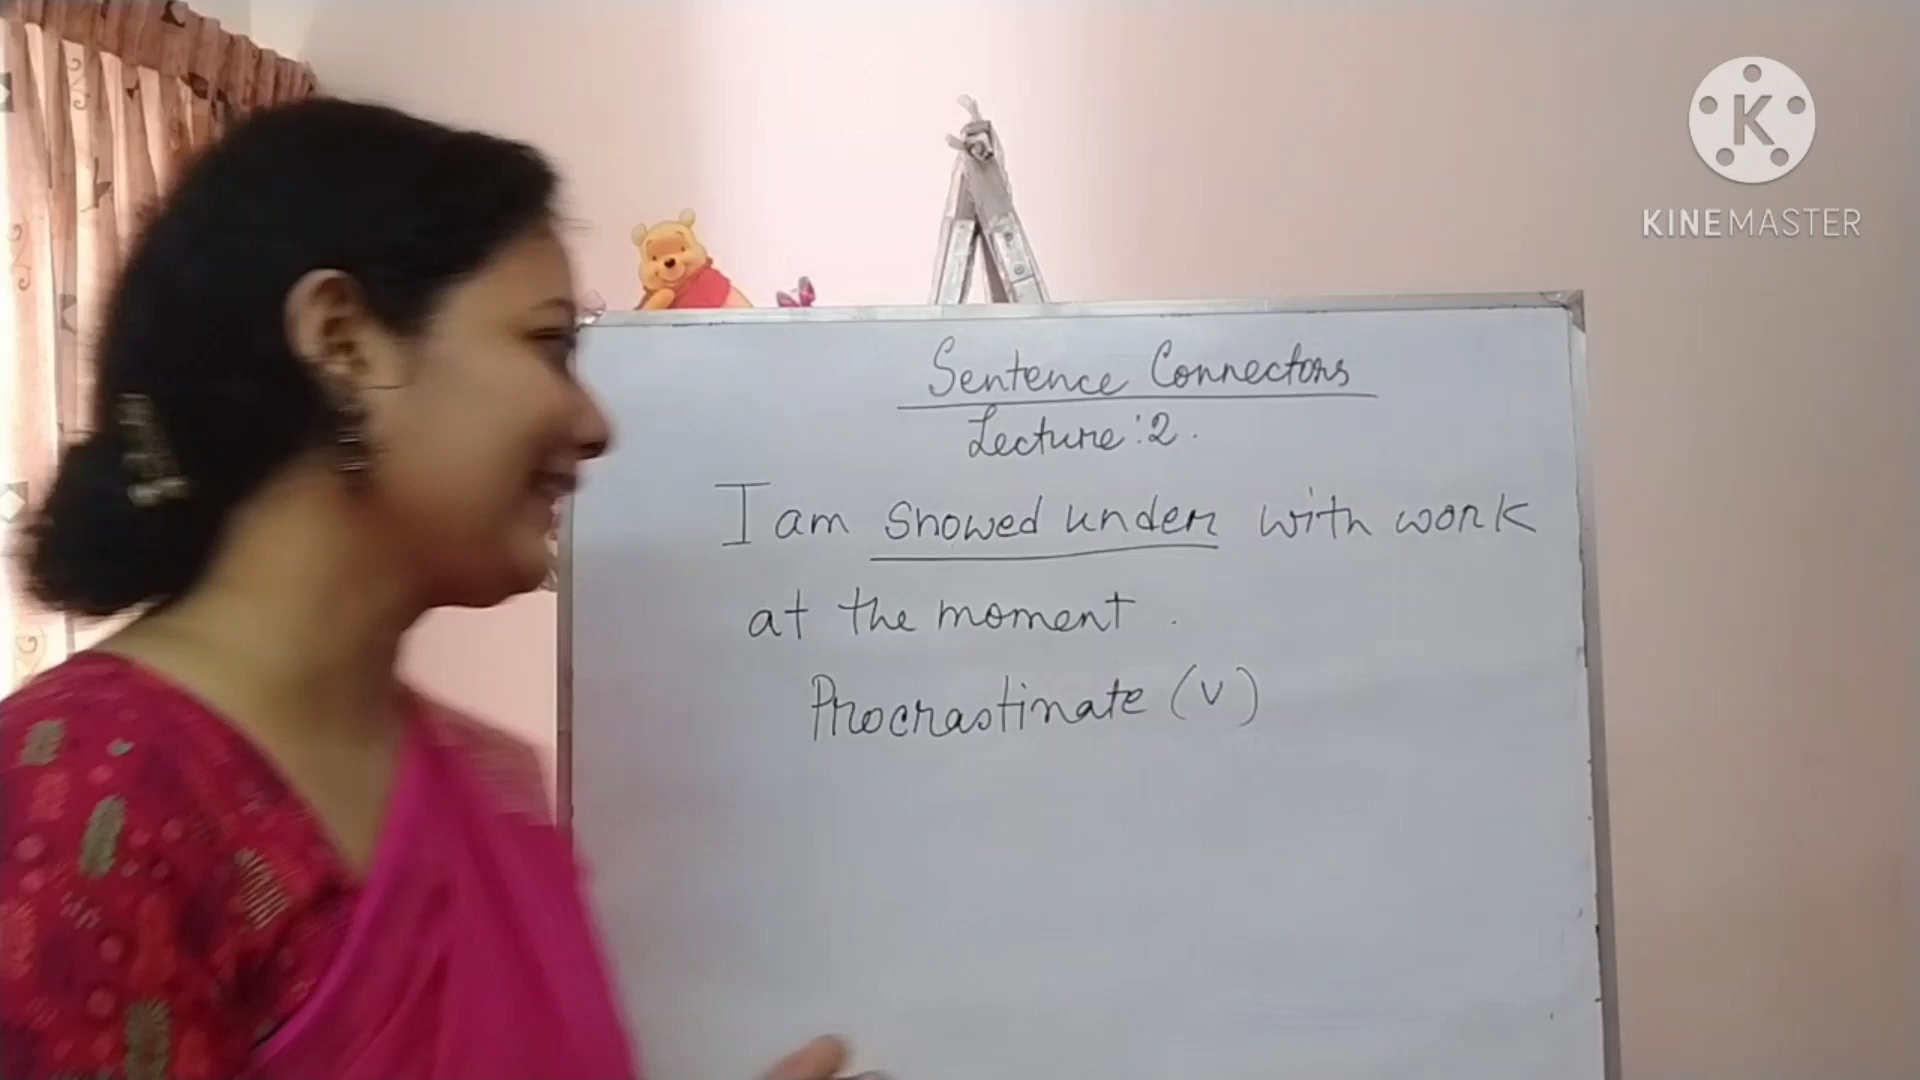 K
KINEMASTER
Sentence Connectors
Lecture: 2.
I am snowed under with work
at the moment.
Procrastinate (v)